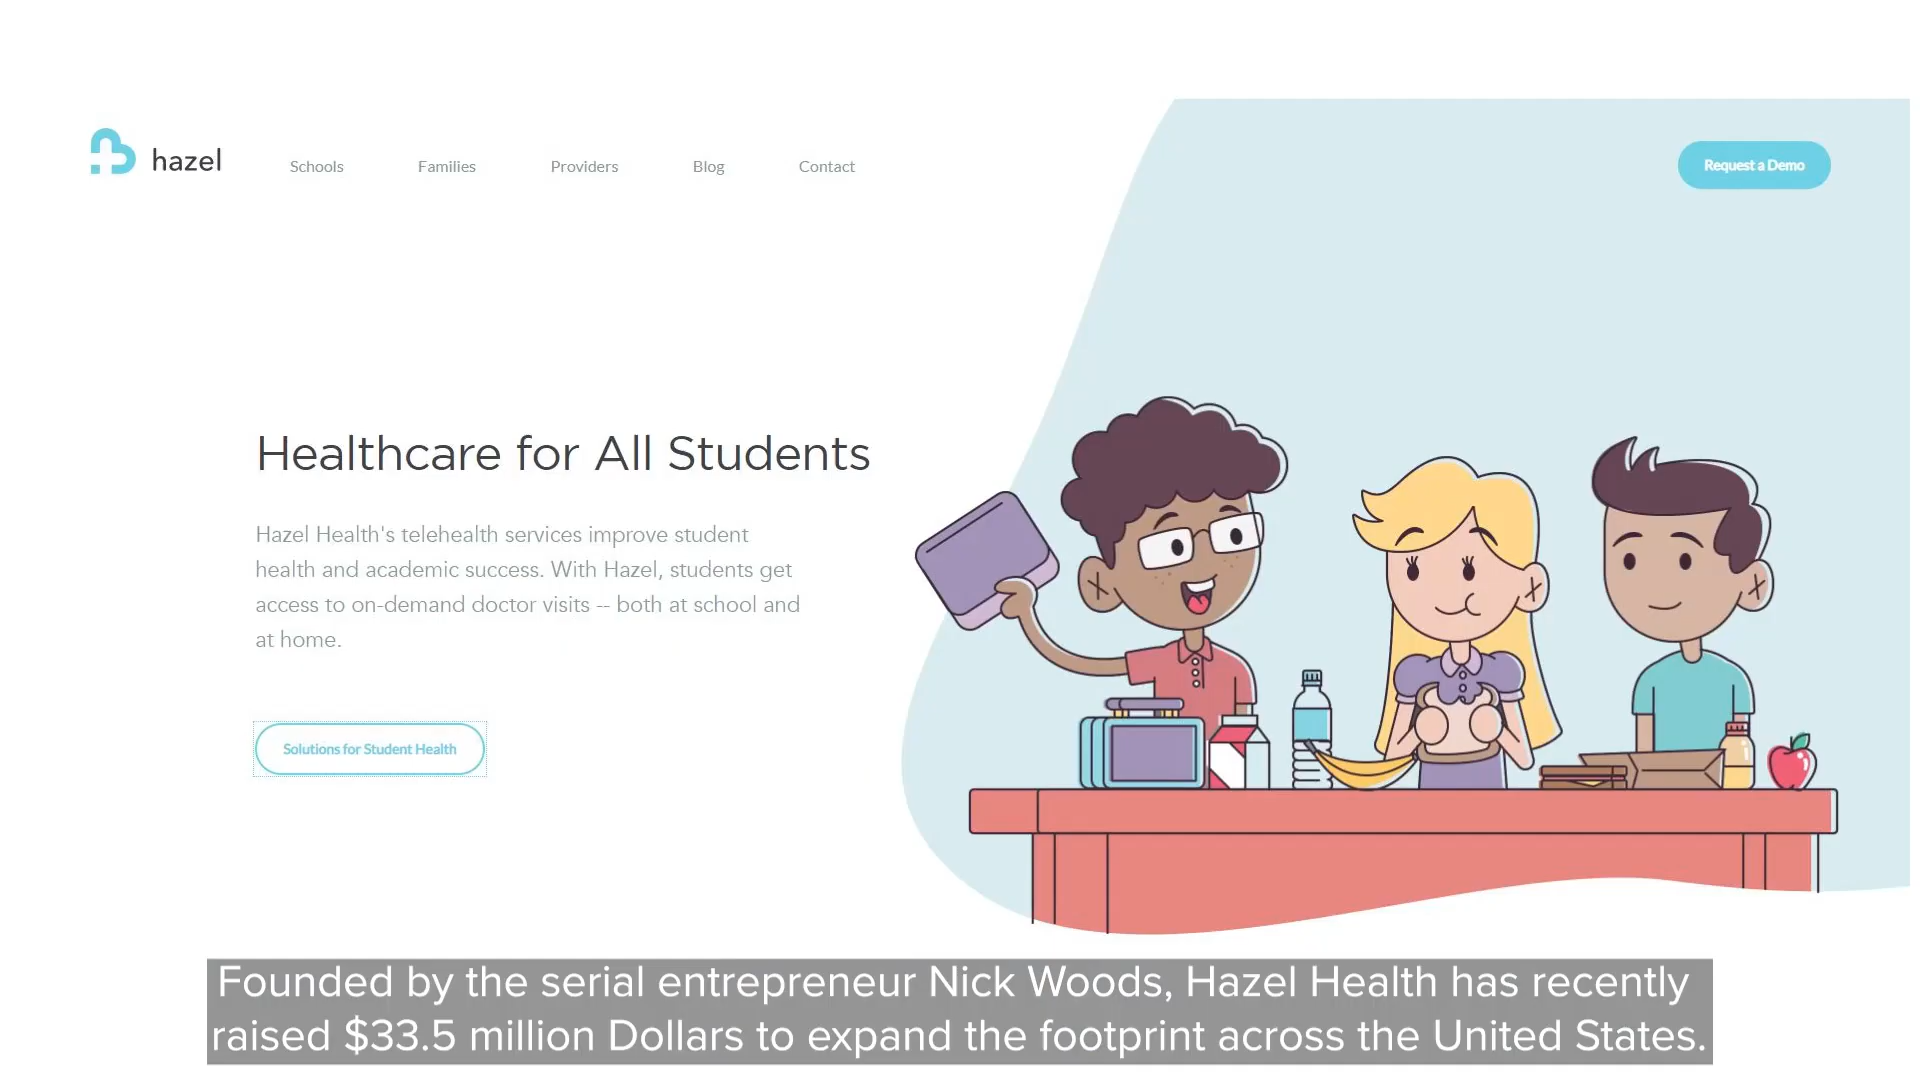 hazel
Schools
Families
Providers
Blog
Contact
Request a Demo
Healthcare for All Students
Hazel Health's telehealth services improve student
health and academic success. With Hazel, students get
access to on-demand doctor visits -- both at school and
at home.
Solutions for Student Health
Founded by the serial entrepreneur Nick Woods, Hazel Health has recently
raised $33.5 million Dollars to expand the footprint across the United States.